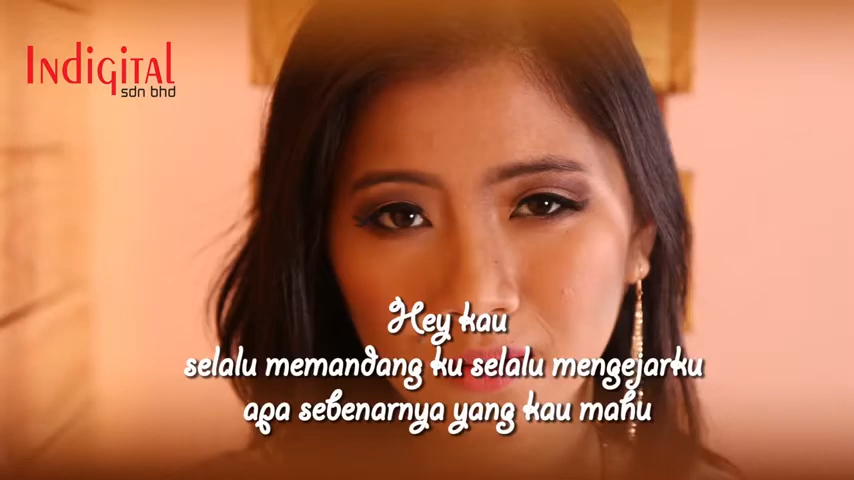 Indigital
sdn bhd
Hey kau
selalu memandang ku selalu mengejarku
apa sebenarnya yang kau mahu